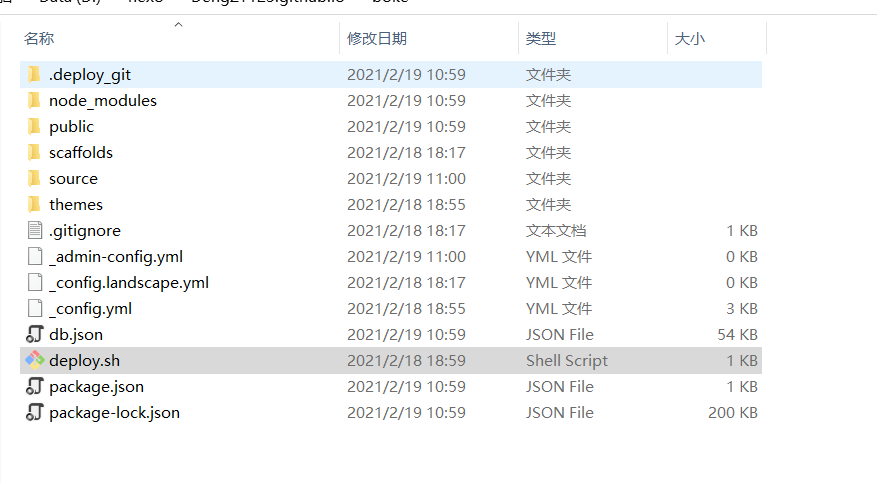 名称 修改日期 类型 大小
.deploy_git 2021/2/19 10:59 文件夹
node_modules 2021/2/19 10:59 文件夹
public 2021/2/19 10:59 文件夹
scaffolds 2021/2/18 18:17 文件夹
source 2021/2/19 11:00 文件夹
themes 2021/2/18 18:55 文件夹
.gitignore 2021/2/18 18:17 文本文档 1 KB
_admin-config.yml 2021/2/19 11:00 YML 文件 0 KB
_config.landscape.yml 2021/2/18 18:17 YML 文件 0 KB
_config.yml 2021/2/18 18:55 YML 文件 3 KB
db.json 2021/2/19 10:59 JSON File 54 KB
deploy.sh 2021/2/18 18:59 Shell Script 1 KB
package.json 2021/2/19 10:59 JSON File 1 KB
package-lock.json 2021/2/19 10:59 JSON File 200 KB